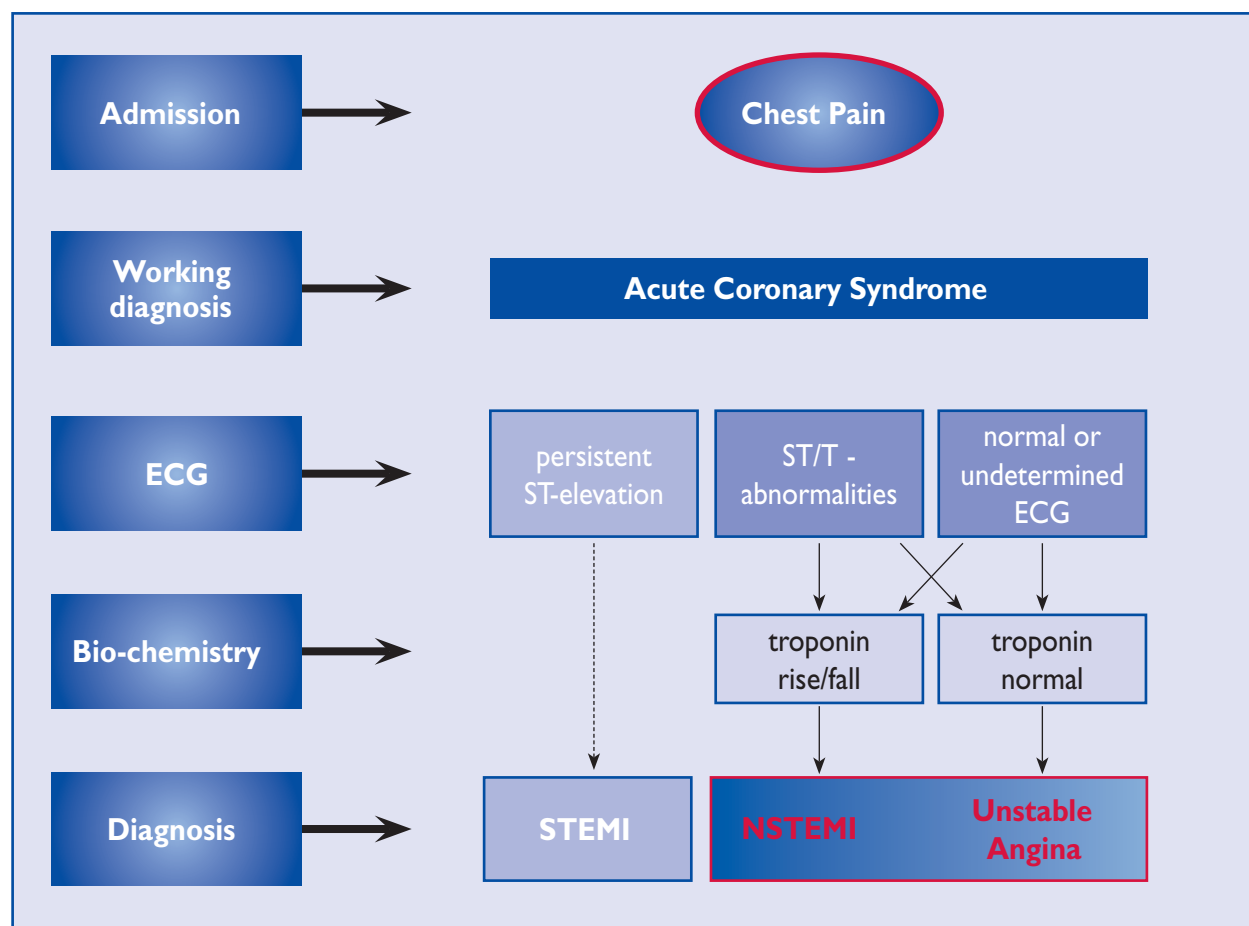 Admission
Chest Pain
Working
diagnosis
Acute Coronary Syndrome
ECG
persistent
ST-elevation
ST/T -
abnormalities
normal or
undetermined
ECG
Bio-chemistry
troponin
rise/fall
troponin
normal
Diagnosis
STEMI
NSTEMI
Unstable
Angina